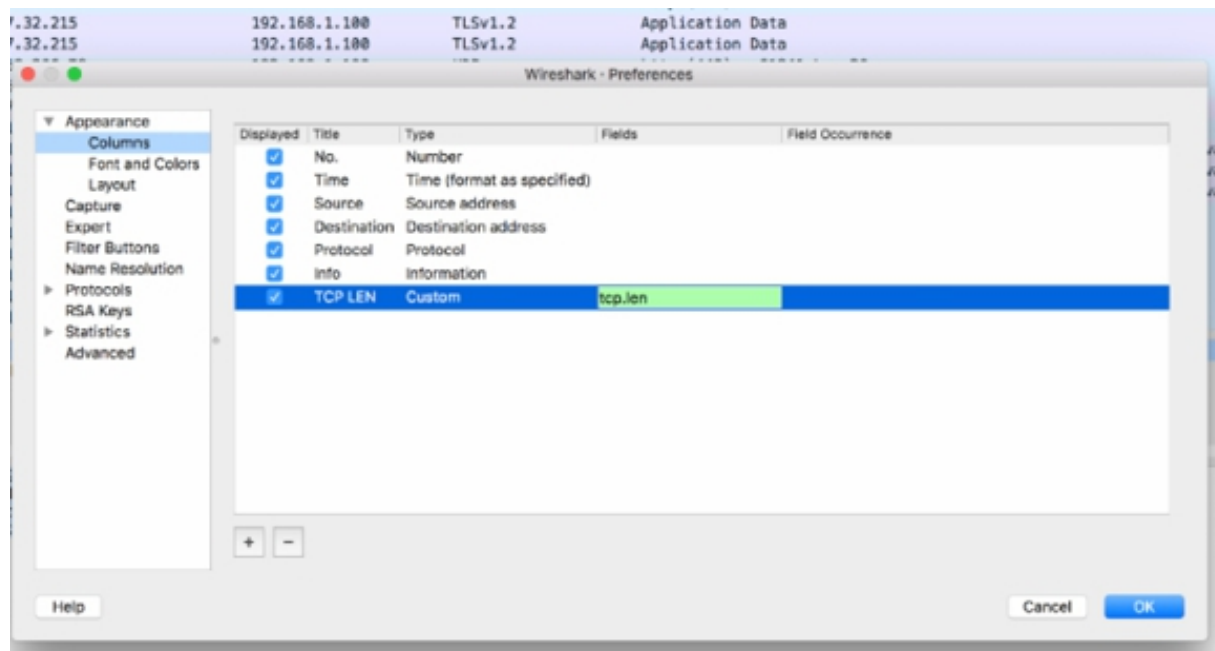 .32.215 192.168.1.100 TLSv1.2 Application Data
.32.215 192.168.1.100 TLSv1.2 Application Data
Wireshark · Preferences
Appearance
Columns
Font and Colors
Layout
Capture
Expert
Filter Buttons
Name Resolution
Protocols
RSA Keys
Statistics
Advanced
Displayed Title Type Fields Field Occurrence
No. Number
Time Time (format as specified)
Source Source address
Destination Destination address
Protocol Protocol
Info Information
TCP LEN Custom tcp.len
+ −
Help Cancel OK